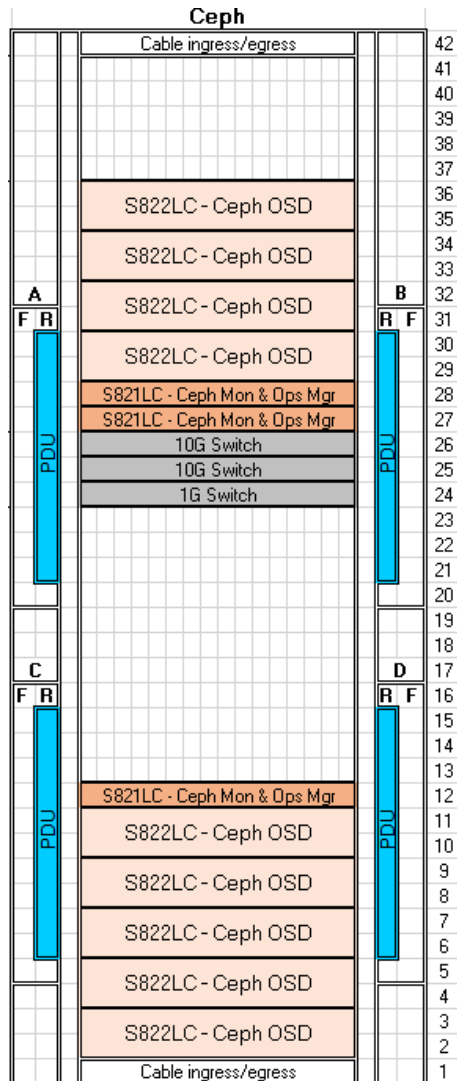 Ceph
Cable ingress/egress 42
41
40
39
38
37
S822LC - Ceph OSD 36
35
S822LC - Ceph OSD 34
33
A S822LC - Ceph OSD B 32
F R R F 31
S822LC - Ceph OSD 30
29
S821LC - Ceph Mon & Ops Mgr 28
S821LC - Ceph Mon & Ops Mgr 27
PDU 10G Switch PDU 26
10G Switch 25
1G Switch 24
23
22
21
20
19
18
C D 17
F R R F 16
15
14
13
S821LC - Ceph Mon & Ops Mgr 12
PDU S822LC - Ceph OSD PDU 11
10
S822LC - Ceph OSD 9
8
S822LC - Ceph OSD 7
6
S822LC - Ceph OSD 5
4
S822LC - Ceph OSD 3
2
Cable ingress/egress 1